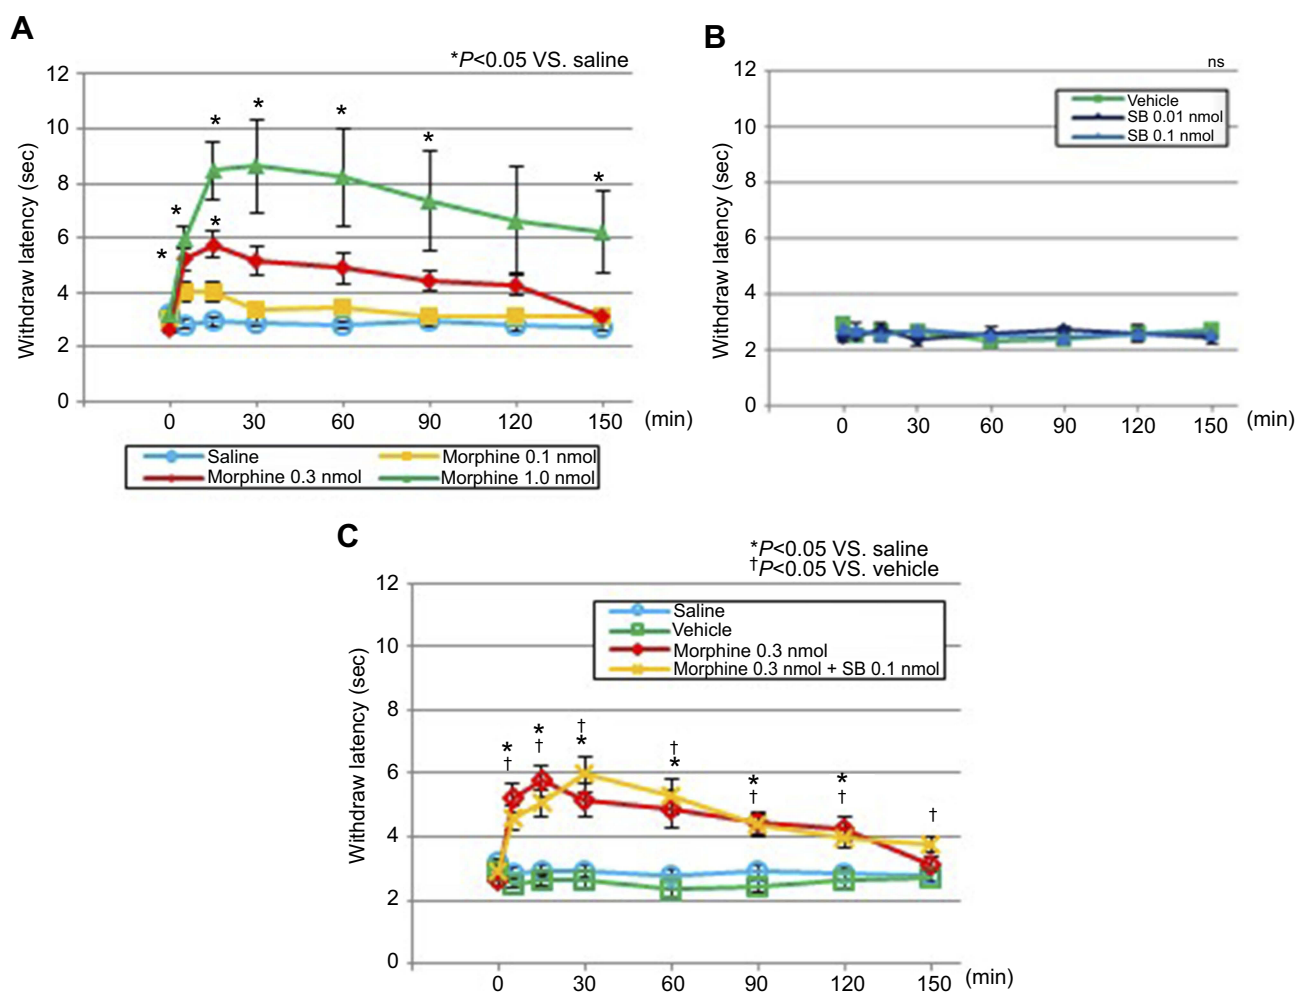 A
*P<0.05 VS. saline
Withdraw latency (sec)
12
10
8
6
4
2
0
* * * * * * * *
0 30 60 90 120 150 (min)
Saline Morphine 0.1 nmol
Morphine 0.3 nmol Morphine 1.0 nmol
B
ns
Withdraw latency (sec)
12
10
8
6
4
2
0
Vehicle
SB 0.01 nmol
SB 0.1 nmol
0 30 60 90 120 150 (min)
C
*P<0.05 VS. saline
†P<0.05 VS. vehicle
Withdraw latency (sec)
12
10
8
6
4
2
0
Saline
Vehicle
Morphine 0.3 nmol
Morphine 0.3 nmol + SB 0.1 nmol
* * † † * * †
† † * * † †
0 30 60 90 120 150 (min)